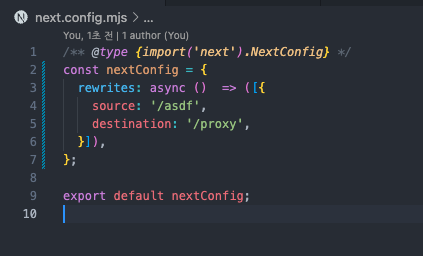 next.config.mjs > ...
You, 1초 전 | 1 author (You)
1 /** @type {import('next').NextConfig} */
2 const nextConfig = {
3   rewrites: async ()  => ([{
4     source: '/asdf',
5     destination: '/proxy',
6   }]),
7 };
8
9 export default nextConfig;
10